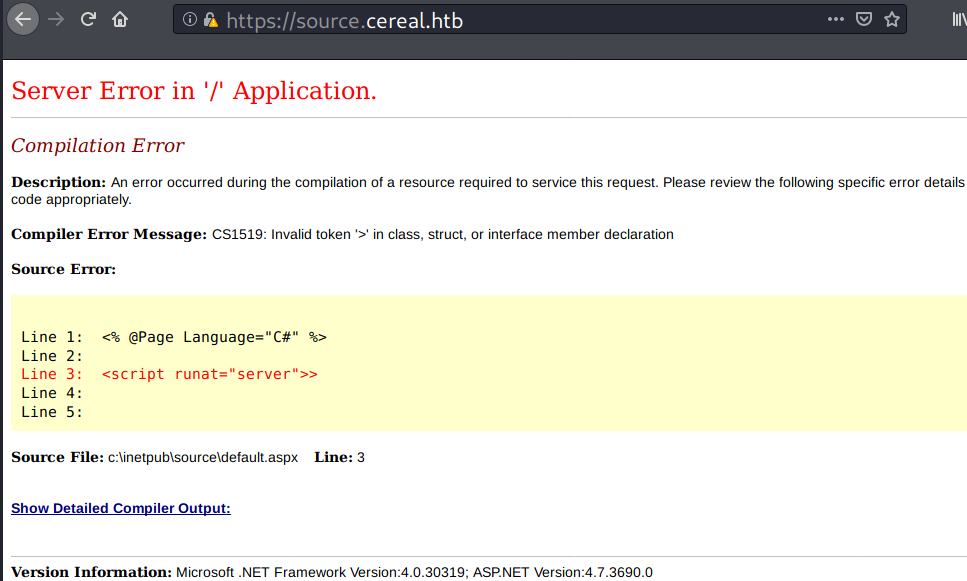 https://source.cereal.htb
Server Error in '/' Application.
Compilation Error
Description: An error occurred during the compilation of a resource required to service this request. Please review the following specific error details
code appropriately.
Compiler Error Message: CS1519: Invalid token '>' in class, struct, or interface member declaration
Source Error:
Line 1:  <% @Page Language="C#" %>
Line 2:
Line 3:  <script runat="server">>
Line 4:
Line 5:
Source File: c:\inetpub\source\default.aspx    Line: 3
Show Detailed Compiler Output:
Version Information: Microsoft .NET Framework Version:4.0.30319; ASP.NET Version:4.7.3690.0